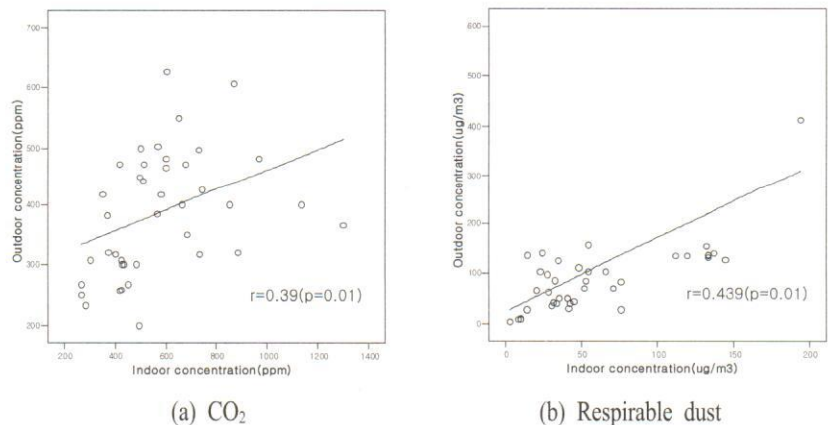 700
600
500
400
300
200
Outdoor concentration(ppm)
r=0.39(p=0.01)
200 400 600 800 1000 1200 1400
Indoor concentration(ppm)
(a) CO₂
600
500
400
300
200
100
0
Outdoor concentration(ug/m3)
r=0.439(p=0.01)
0 50 100 150 200
Indoor concentration(ug/m3)
(b) Respirable dust